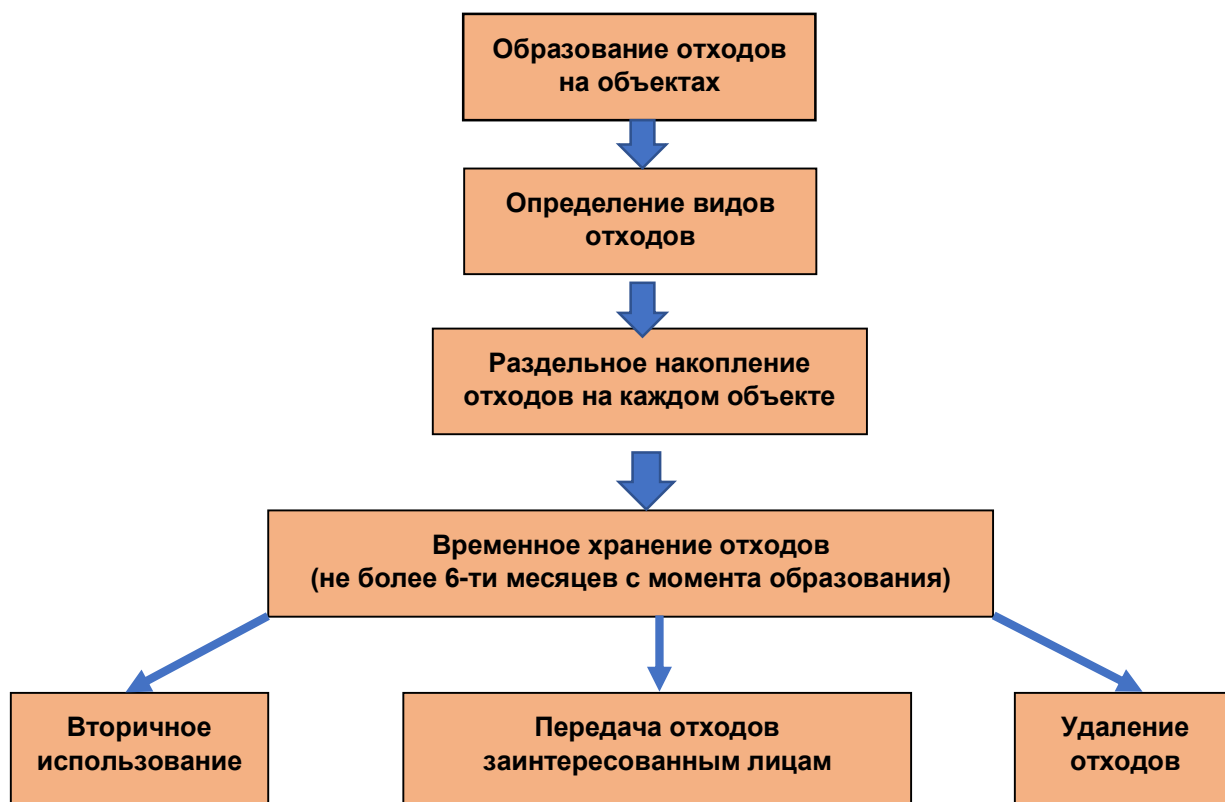 Образование отходов
на объектах
Определение видов
отходов
Раздельное накопление
отходов на каждом объекте
Временное хранение отходов
(не более 6-ти месяцев с момента образования)
Вторичное
использование
Передача отходов
заинтересованным лицам
Удаление
отходов